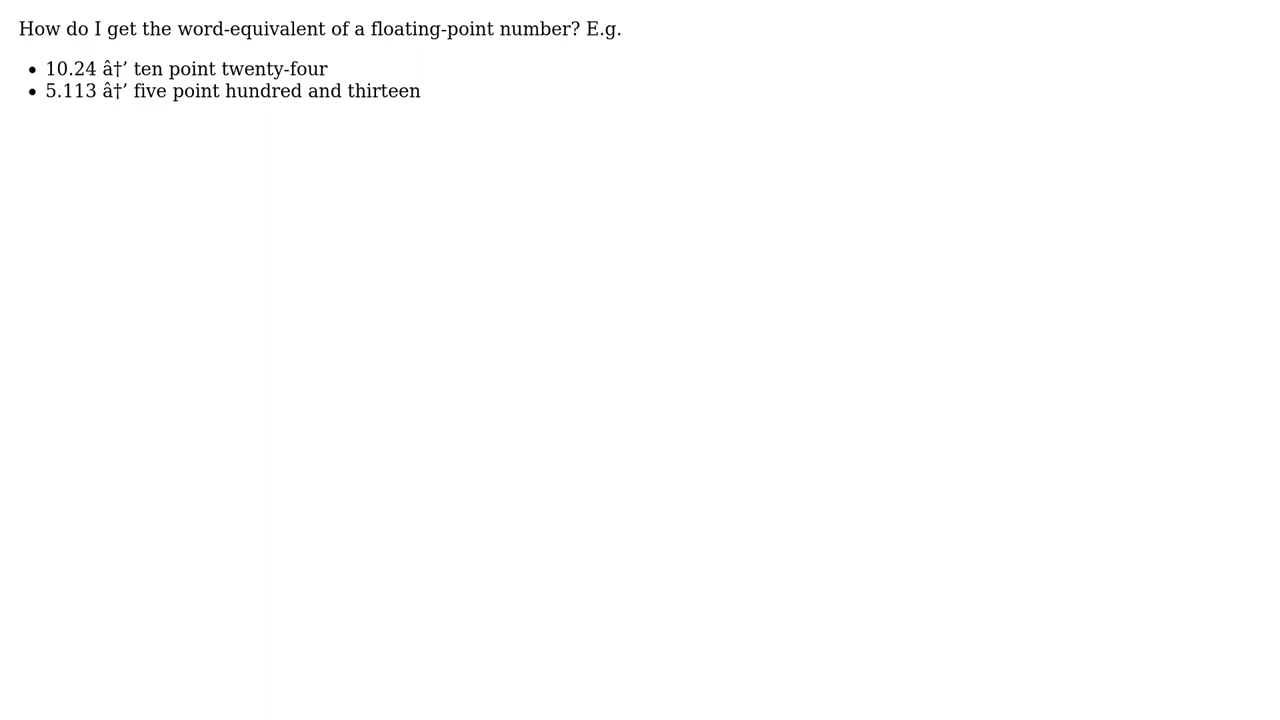 How do I get the word-equivalent of a floating-point number? E.g.
• 10.24 â†’ ten point twenty-four
• 5.113 â†’ five point hundred and thirteen